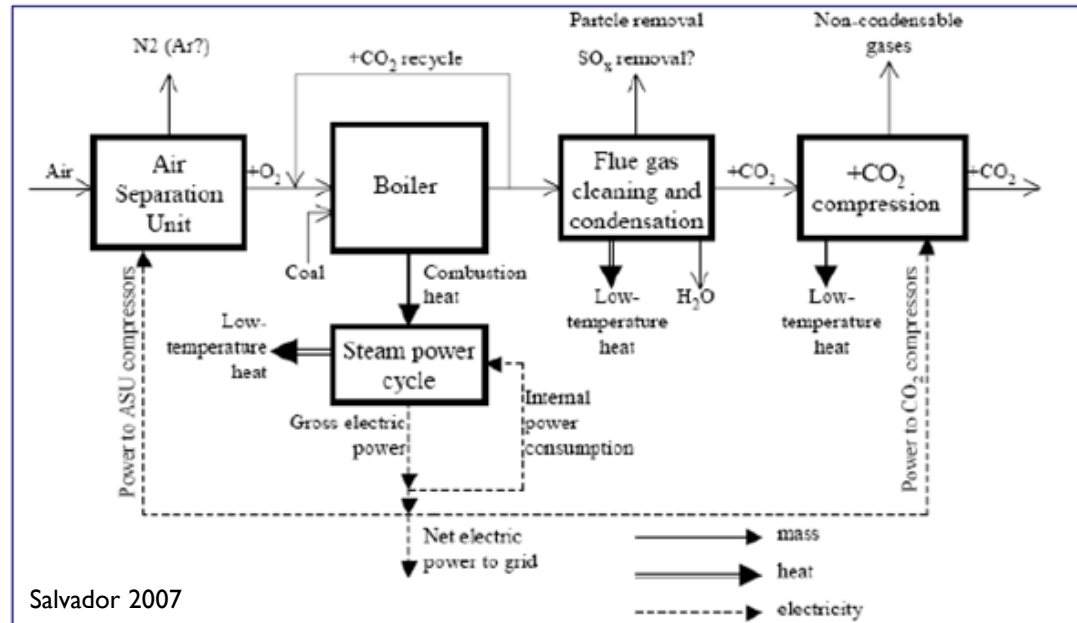 N2 (Ar?)
+CO₂ recycle
Partcle removal
SOₓ removal?
Non-condensable
gases
Air
Air
Separation
Unit
+O₂
Boiler
Coal
Flue gas
cleaning and
condensation
+CO₂
+CO₂
compression
+CO₂
Combustion
heat
Low-
temperature
heat
H₂O
Low-
temperature
heat
Low-
temperature
heat
Steam power
cycle
Gross electric
power
Internal
power
consumption
Power to ASU compressors
Power to CO₂ compressors
Net electric
power to grid
mass
heat
electricity
Salvador 2007